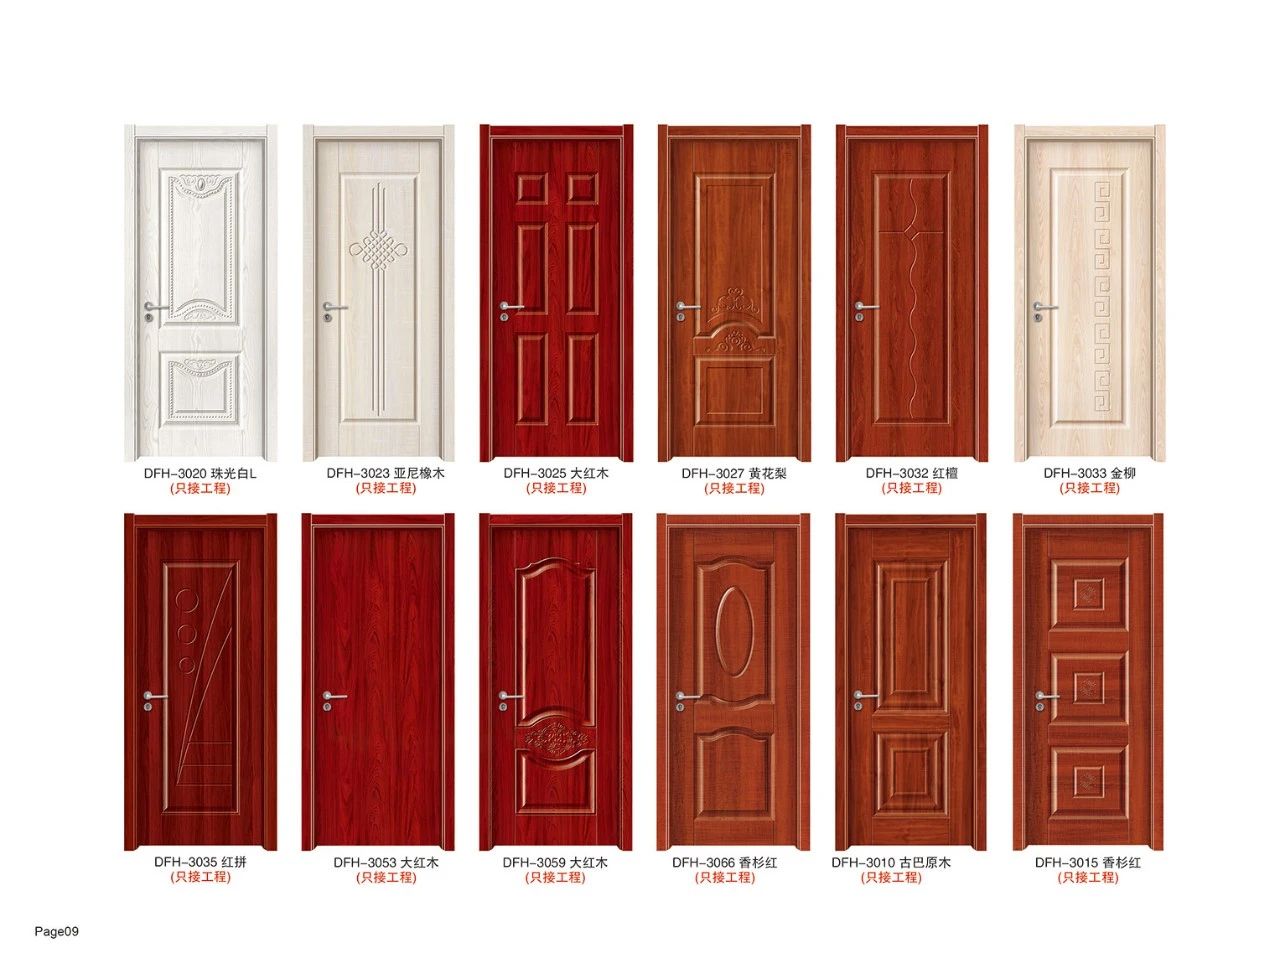 DFH-3020 珠光白L
(只接工程)
DFH-3023 亚尼橡木
(只接工程)
DFH-3025 大红木
(只接工程)
DFH-3027 黄花梨
(只接工程)
DFH-3032 红檀
(只接工程)
DFH-3033 金柳
(只接工程)
DFH-3035 红拼
(只接工程)
DFH-3053 大红木
(只接工程)
DFH-3059 大红木
(只接工程)
DFH-3066 香杉红
(只接工程)
DFH-3010 古巴原木
(只接工程)
DFH-3015 香杉红
(只接工程)
Page09